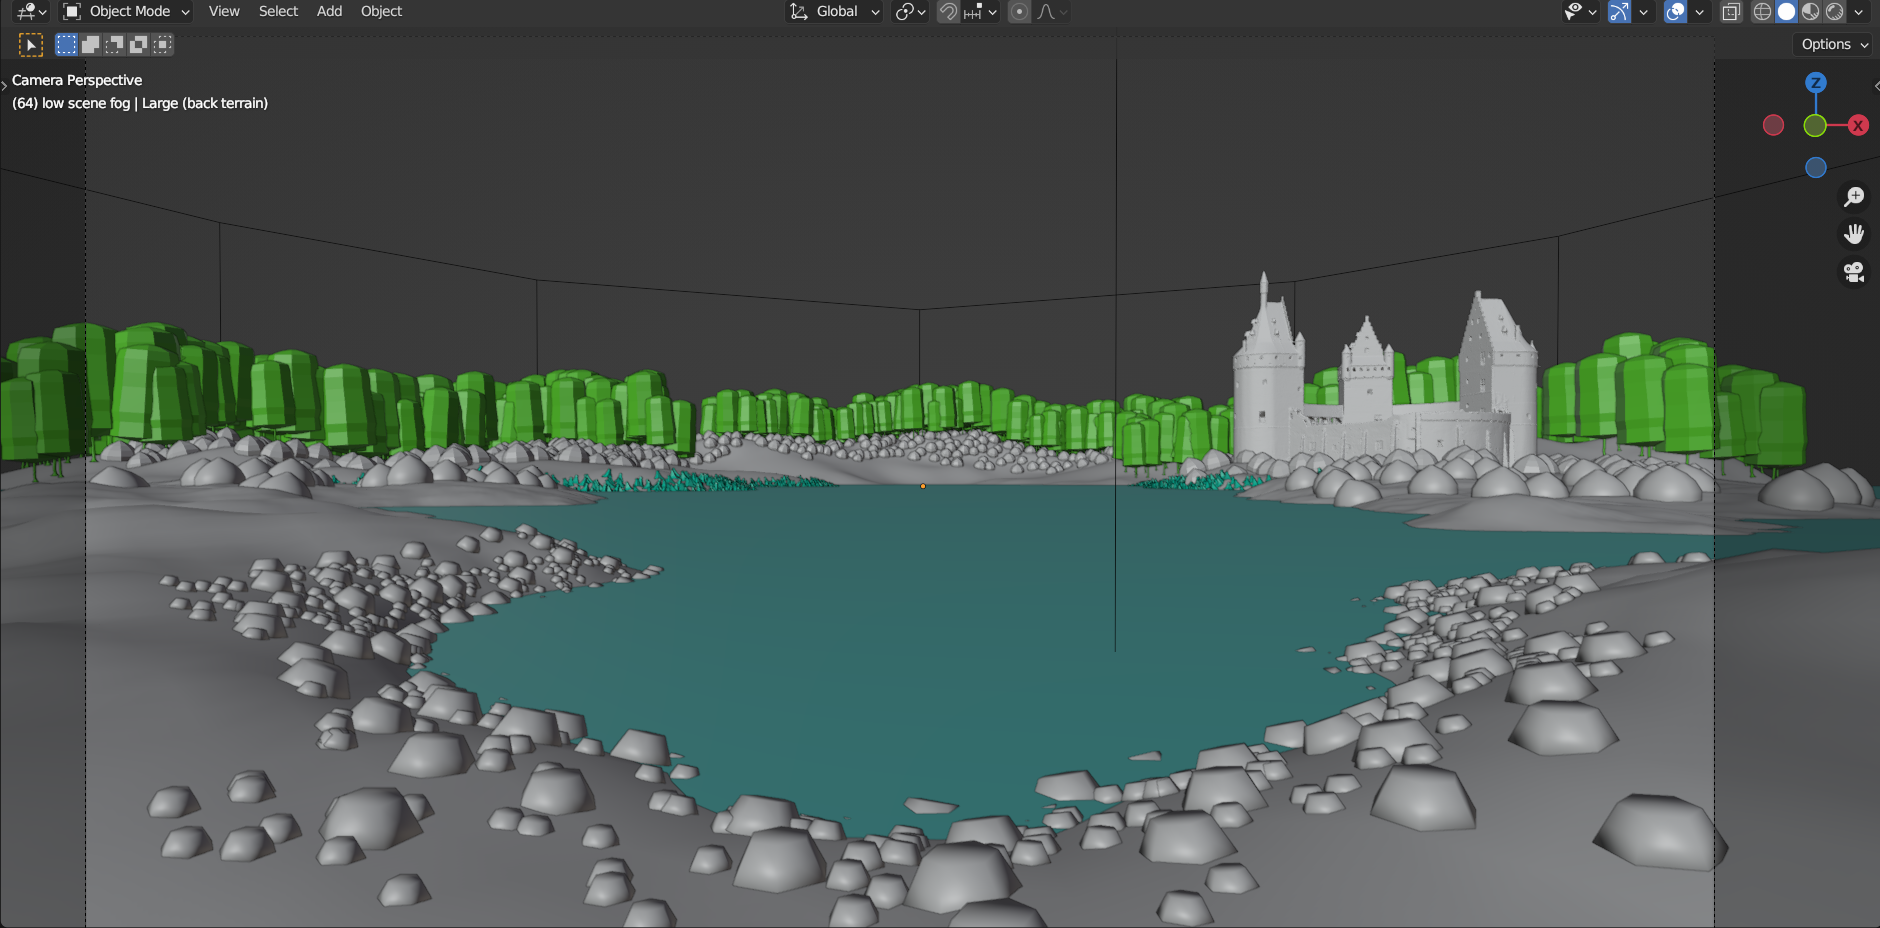 Object Mode View Select Add Object Global
Options
Camera Perspective
(64) low scene fog | Large (back terrain)
Z
X